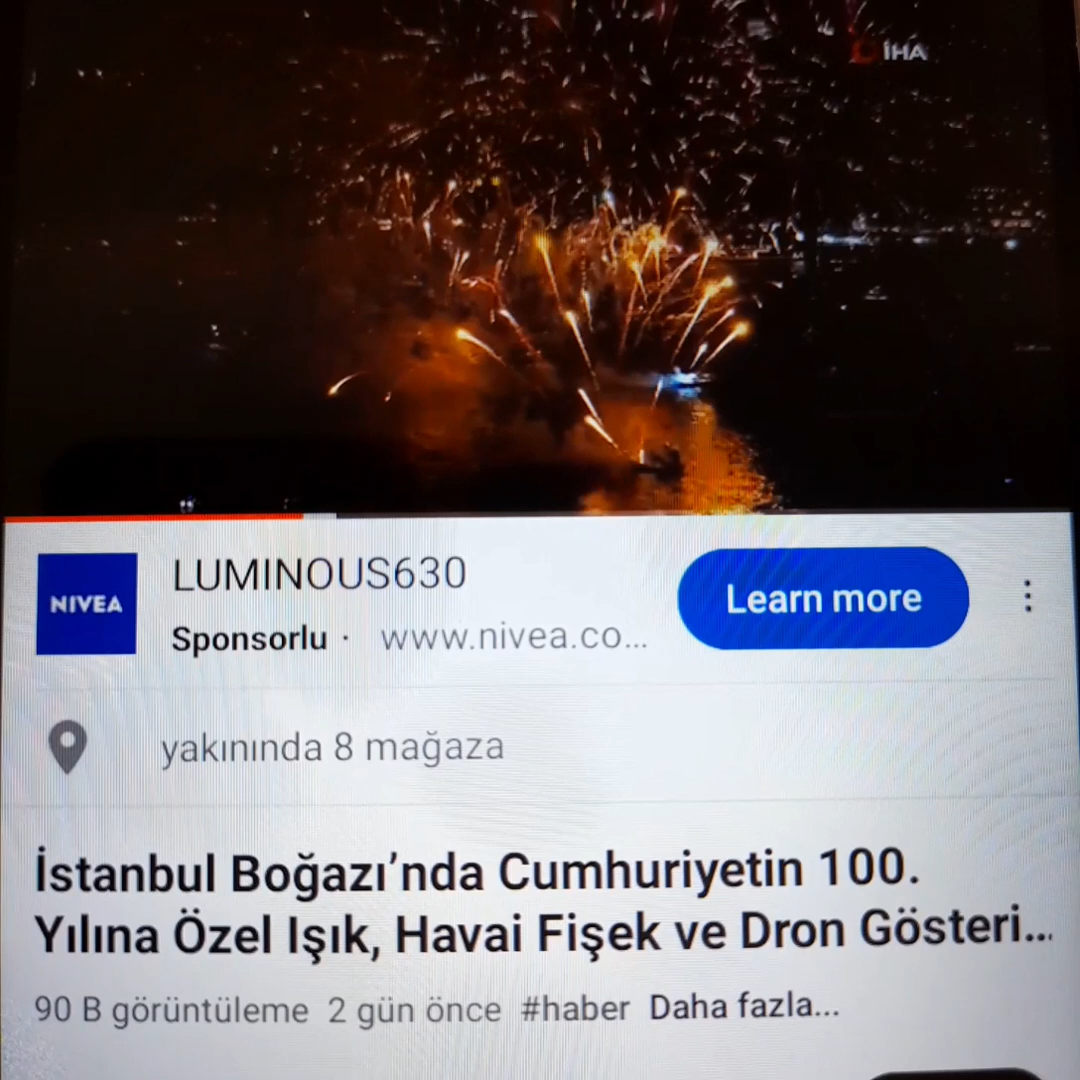 İHA
NIVEA
LUMINOUS630
Learn more
Sponsorlu · www.nivea.co...
yakınında 8 mağaza
İstanbul Boğazı’nda Cumhuriyetin 100.
Yılına Özel Işık, Havai Fişek ve Dron Gösteri...
90 B görüntüleme 2 gün önce #haber Daha fazla...